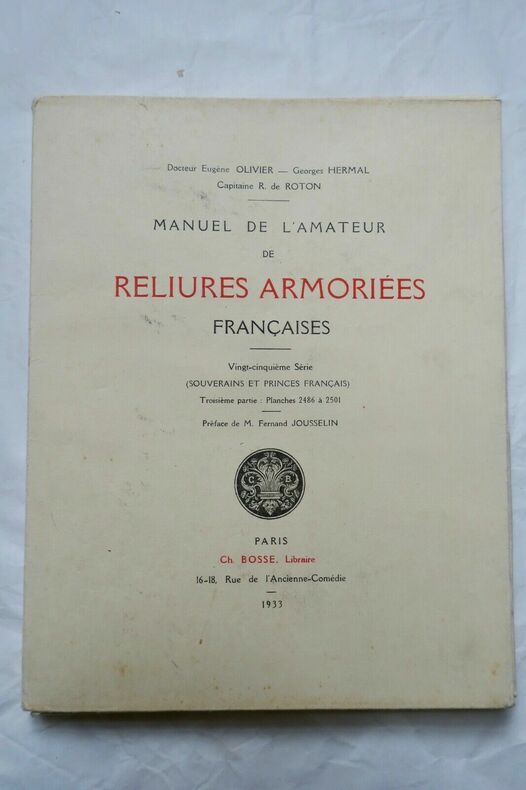 Docteur Eugène OLIVIER — Georges HERMAL
Capitaine R. de ROTON
MANUEL DE L'AMATEUR
DE
RELIURES ARMORIÉES
FRANÇAISES
Vingt-cinquième Série
(SOUVERAINS ET PRINCES FRANÇAIS)
Troisième partie : Planches 2486 à 2501
Préface de M. Fernand JOUSSELIN
C B
PARIS
Ch. BOSSE, Libraire
16-18, Rue de l'Ancienne-Comédie
1933